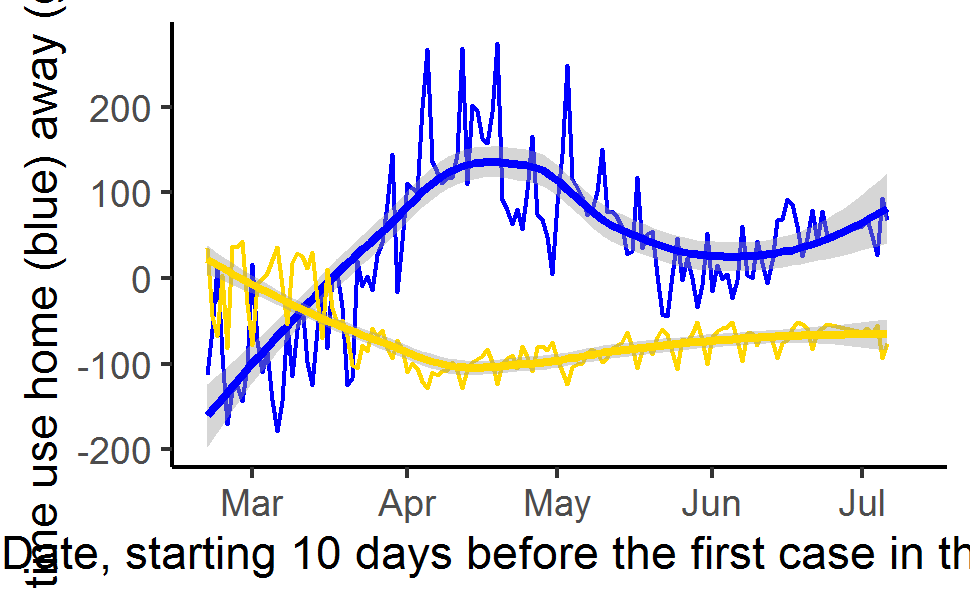 time use home (blue) away (
200
100
0
-100
-200
Mar Apr May Jun Jul
Date, starting 10 days before the first case in th